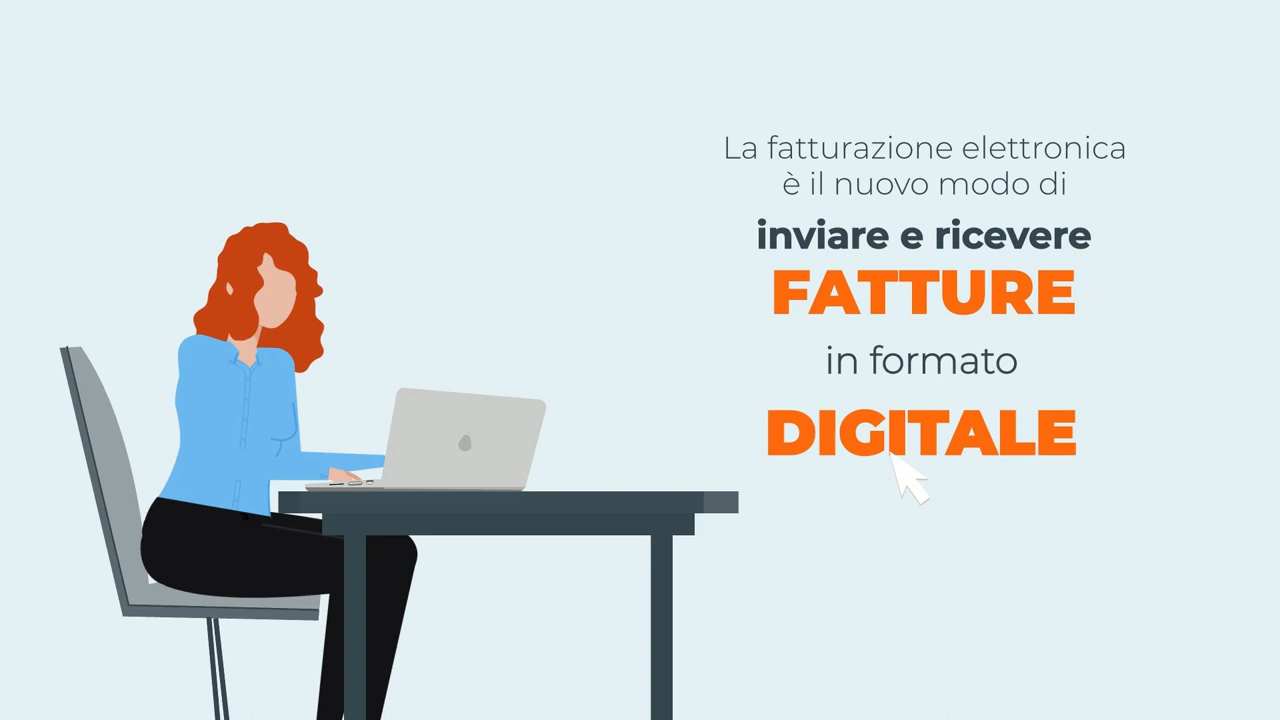 La fatturazione elettronica
è il nuovo modo di
inviare e ricevere
FATTURE
in formato
DIGITALE